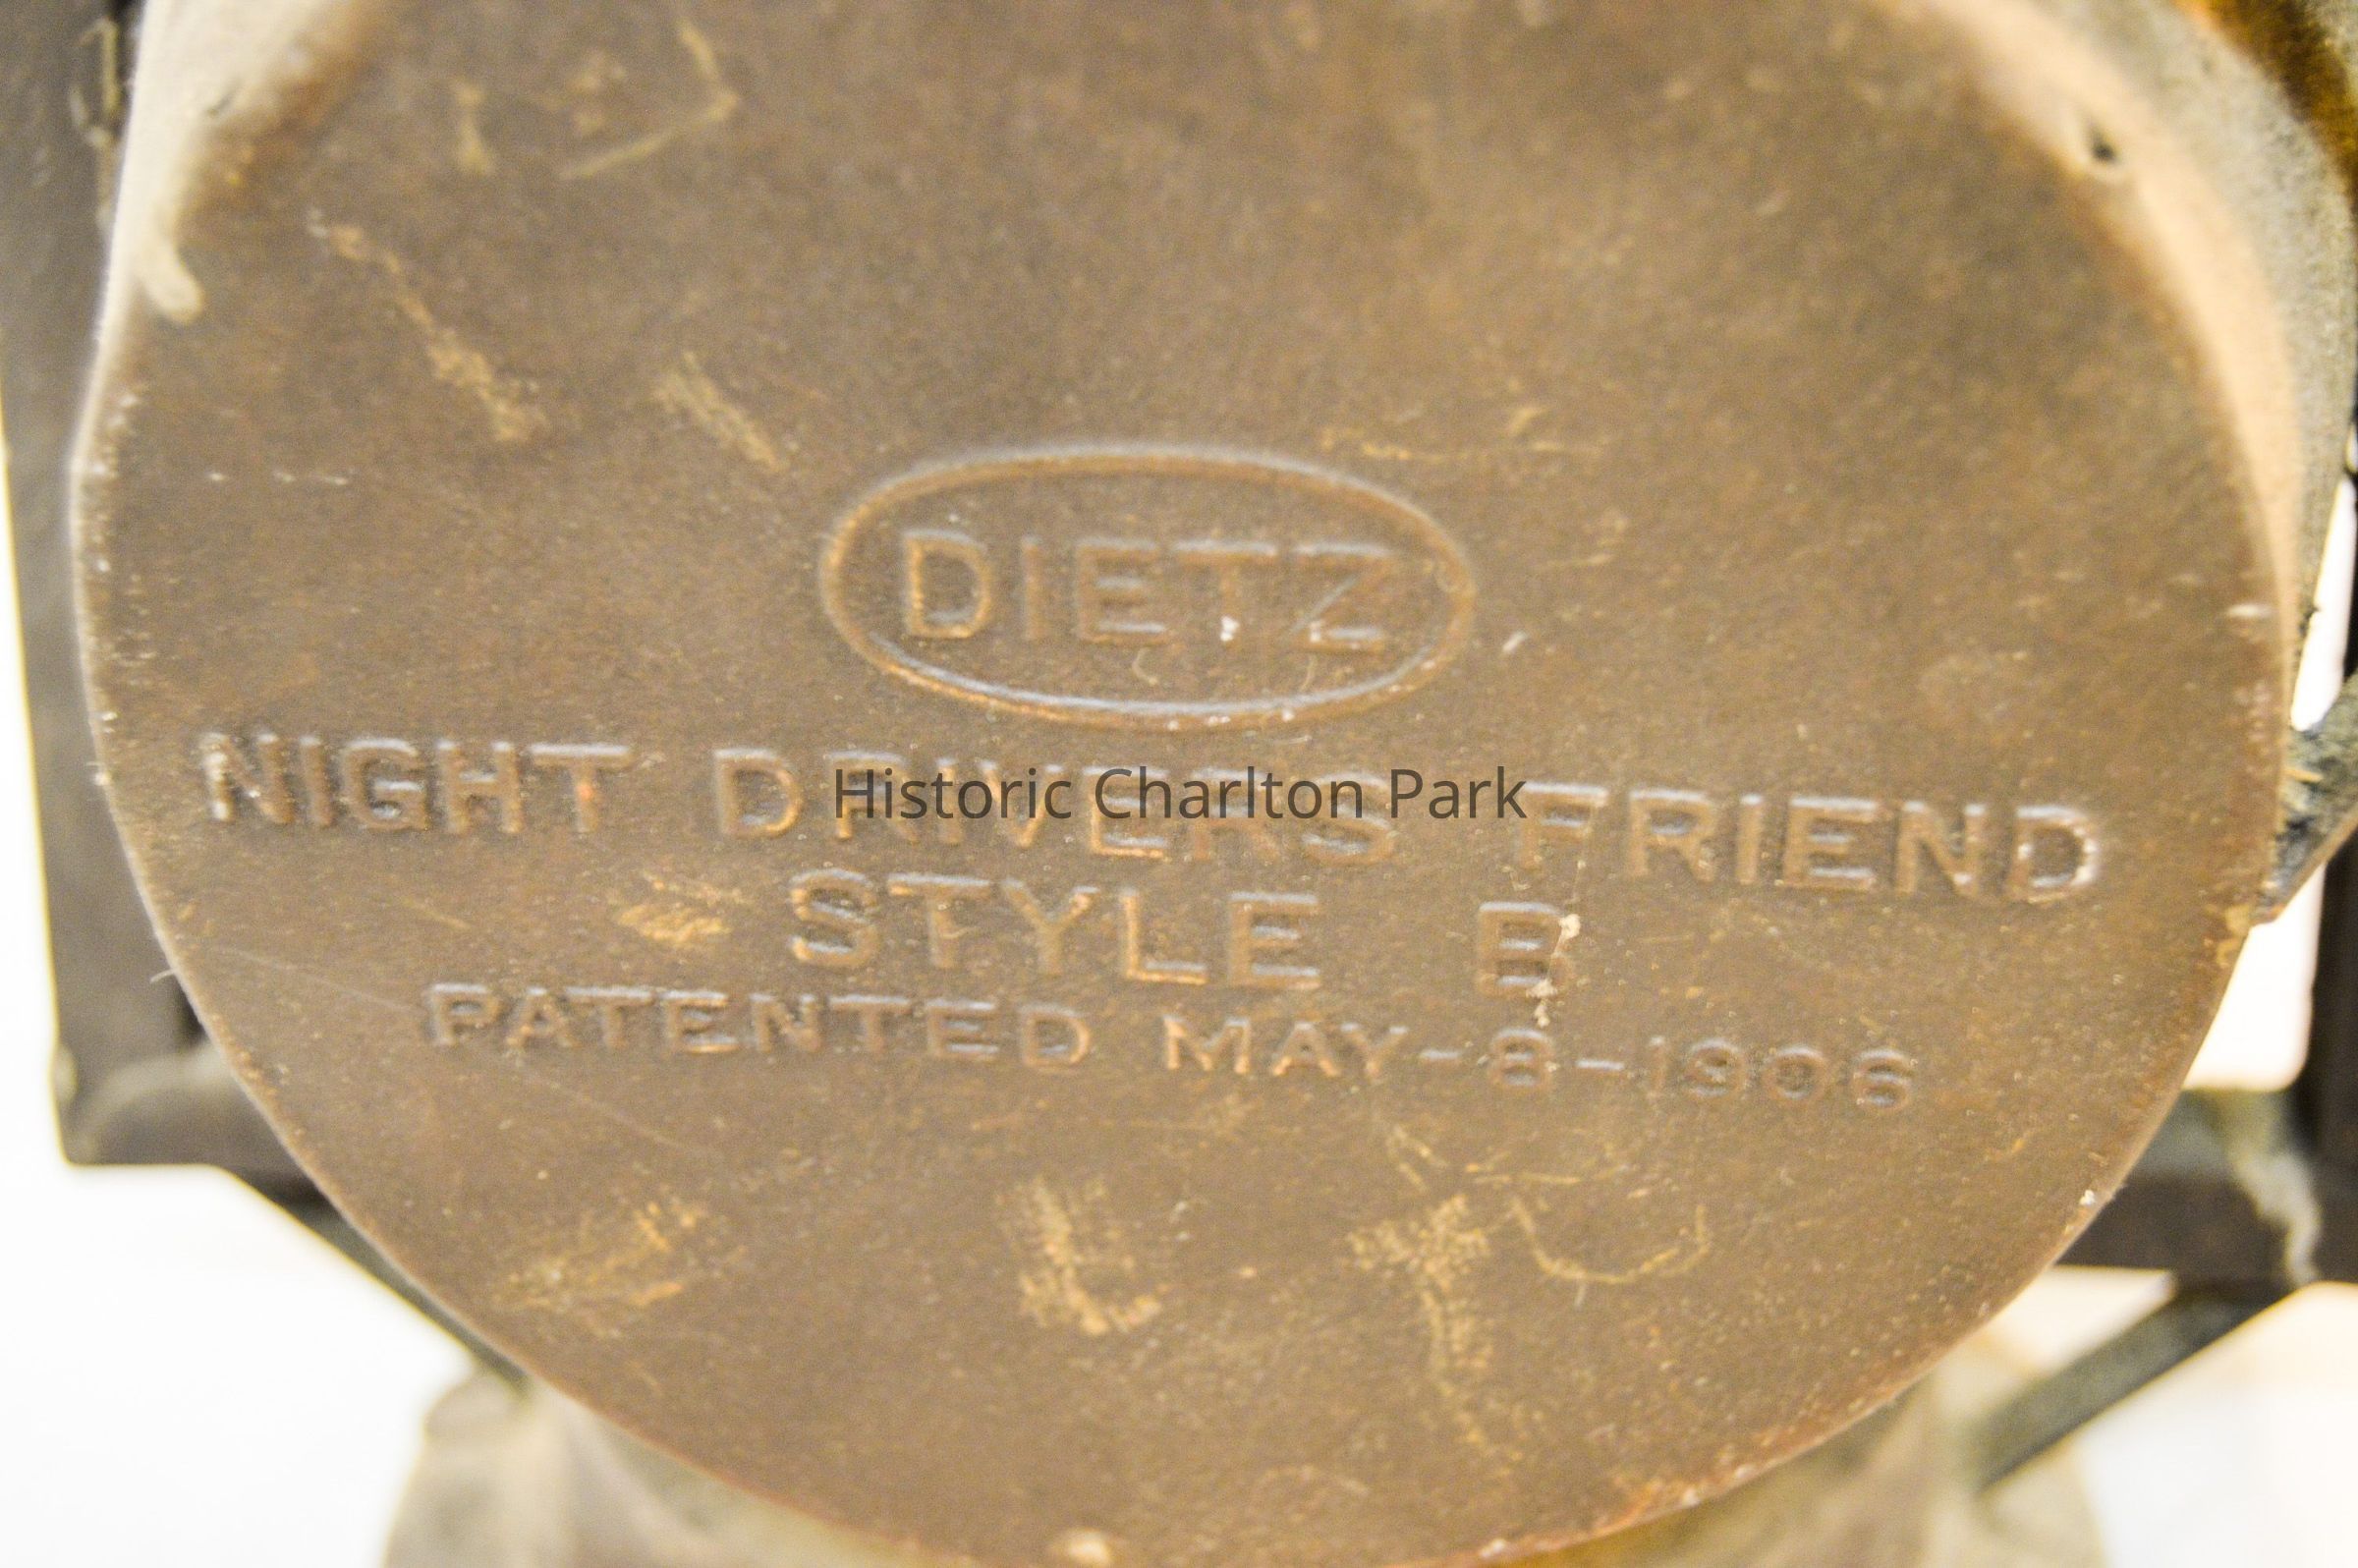 DIETZ
NIGHT DRIVERS FRIEND
Historic Charlton Park
STYLE B
PATENTED MAY-8-1906